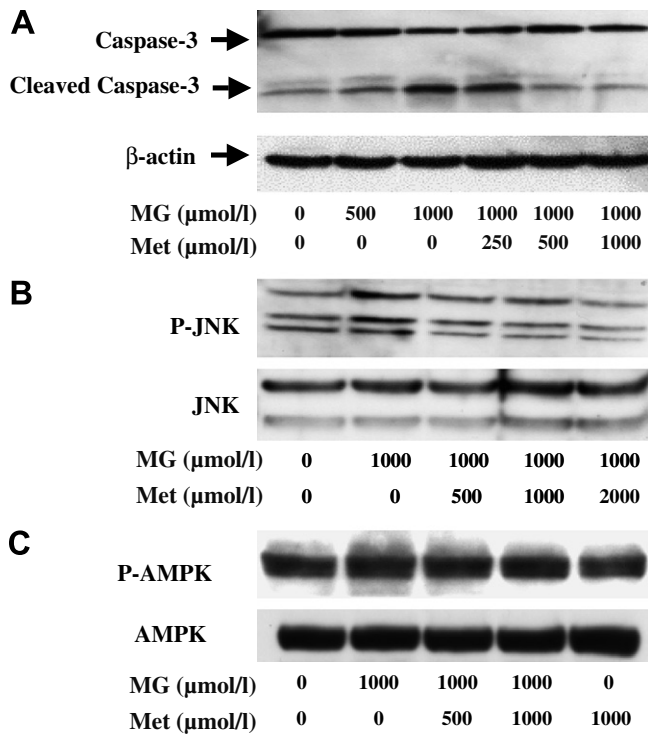 A
Caspase-3
Cleaved Caspase-3
β-actin
MG (μmol/l) 0 500 1000 1000 1000 1000
Met (μmol/l) 0 0 0 250 500 1000
B
P-JNK
JNK
MG (μmol/l) 0 1000 1000 1000 1000
Met (μmol/l) 0 0 500 1000 2000
C
P-AMPK
AMPK
MG (μmol/l) 0 1000 1000 1000 0
Met (μmol/l) 0 0 500 1000 1000